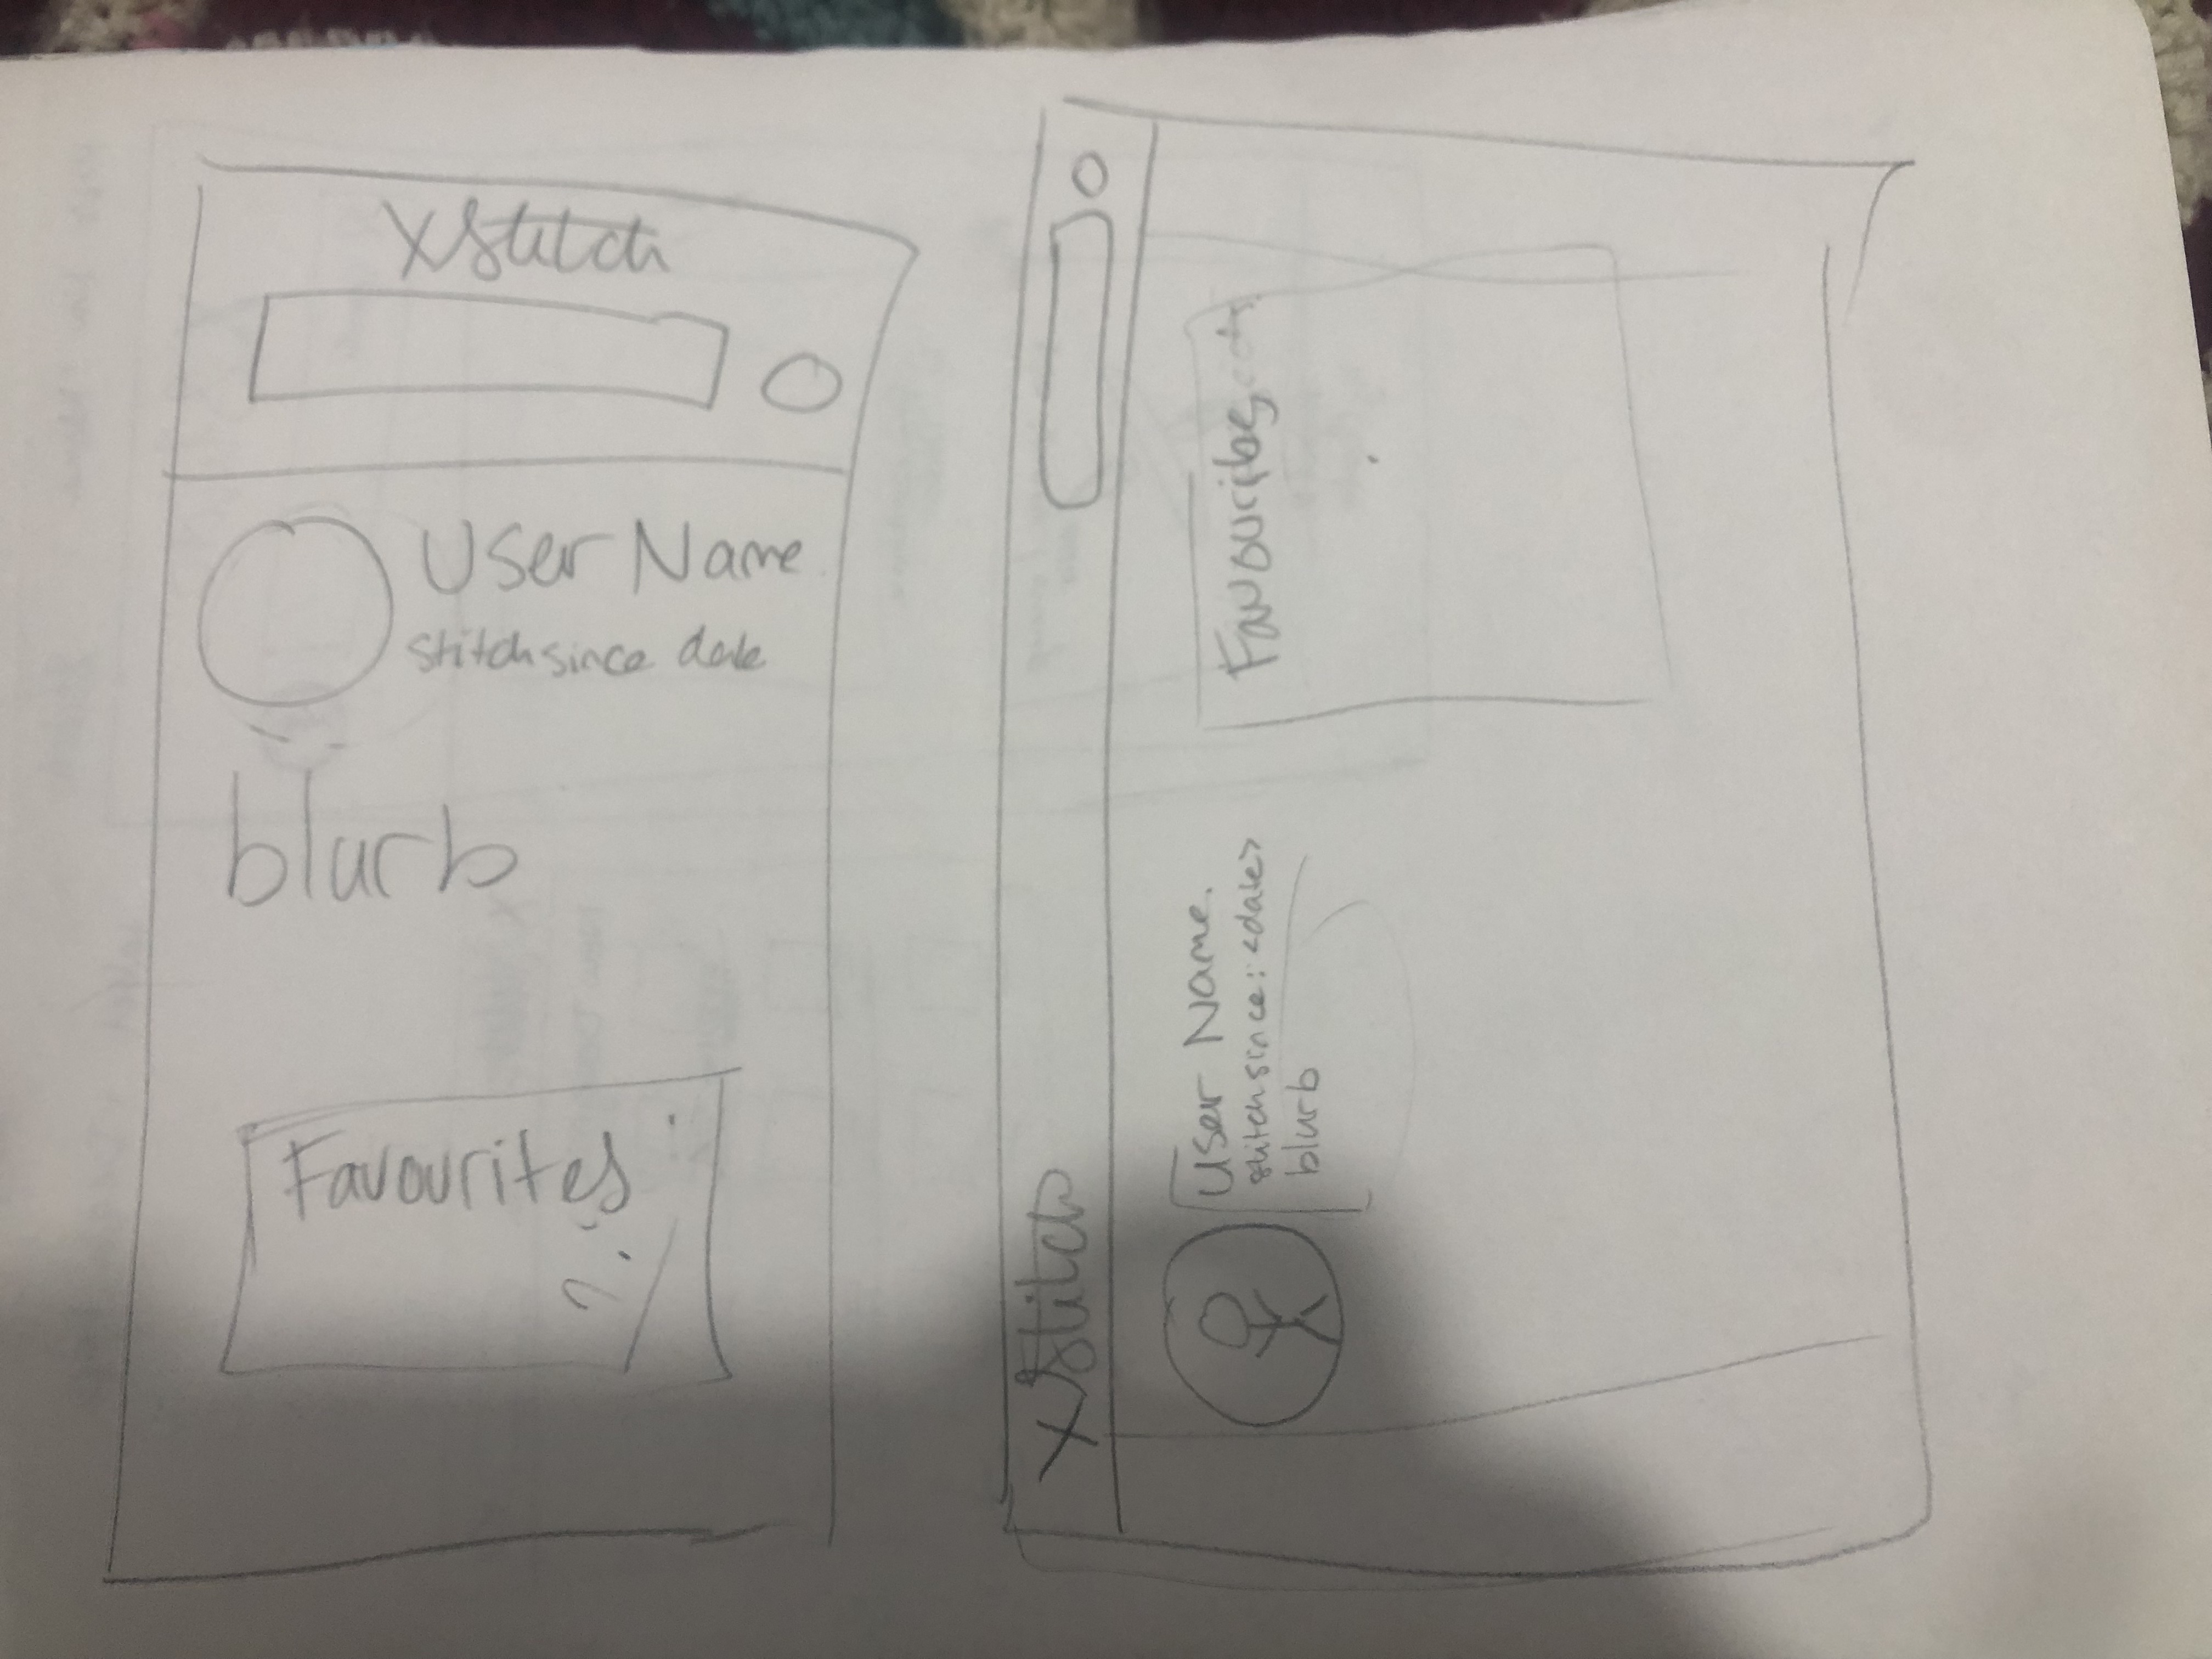 XStitch
User Name
stitch since date
blurb
Favourites
?
XStitch
User Name.
stitch since: <date>
blurb
Favourites